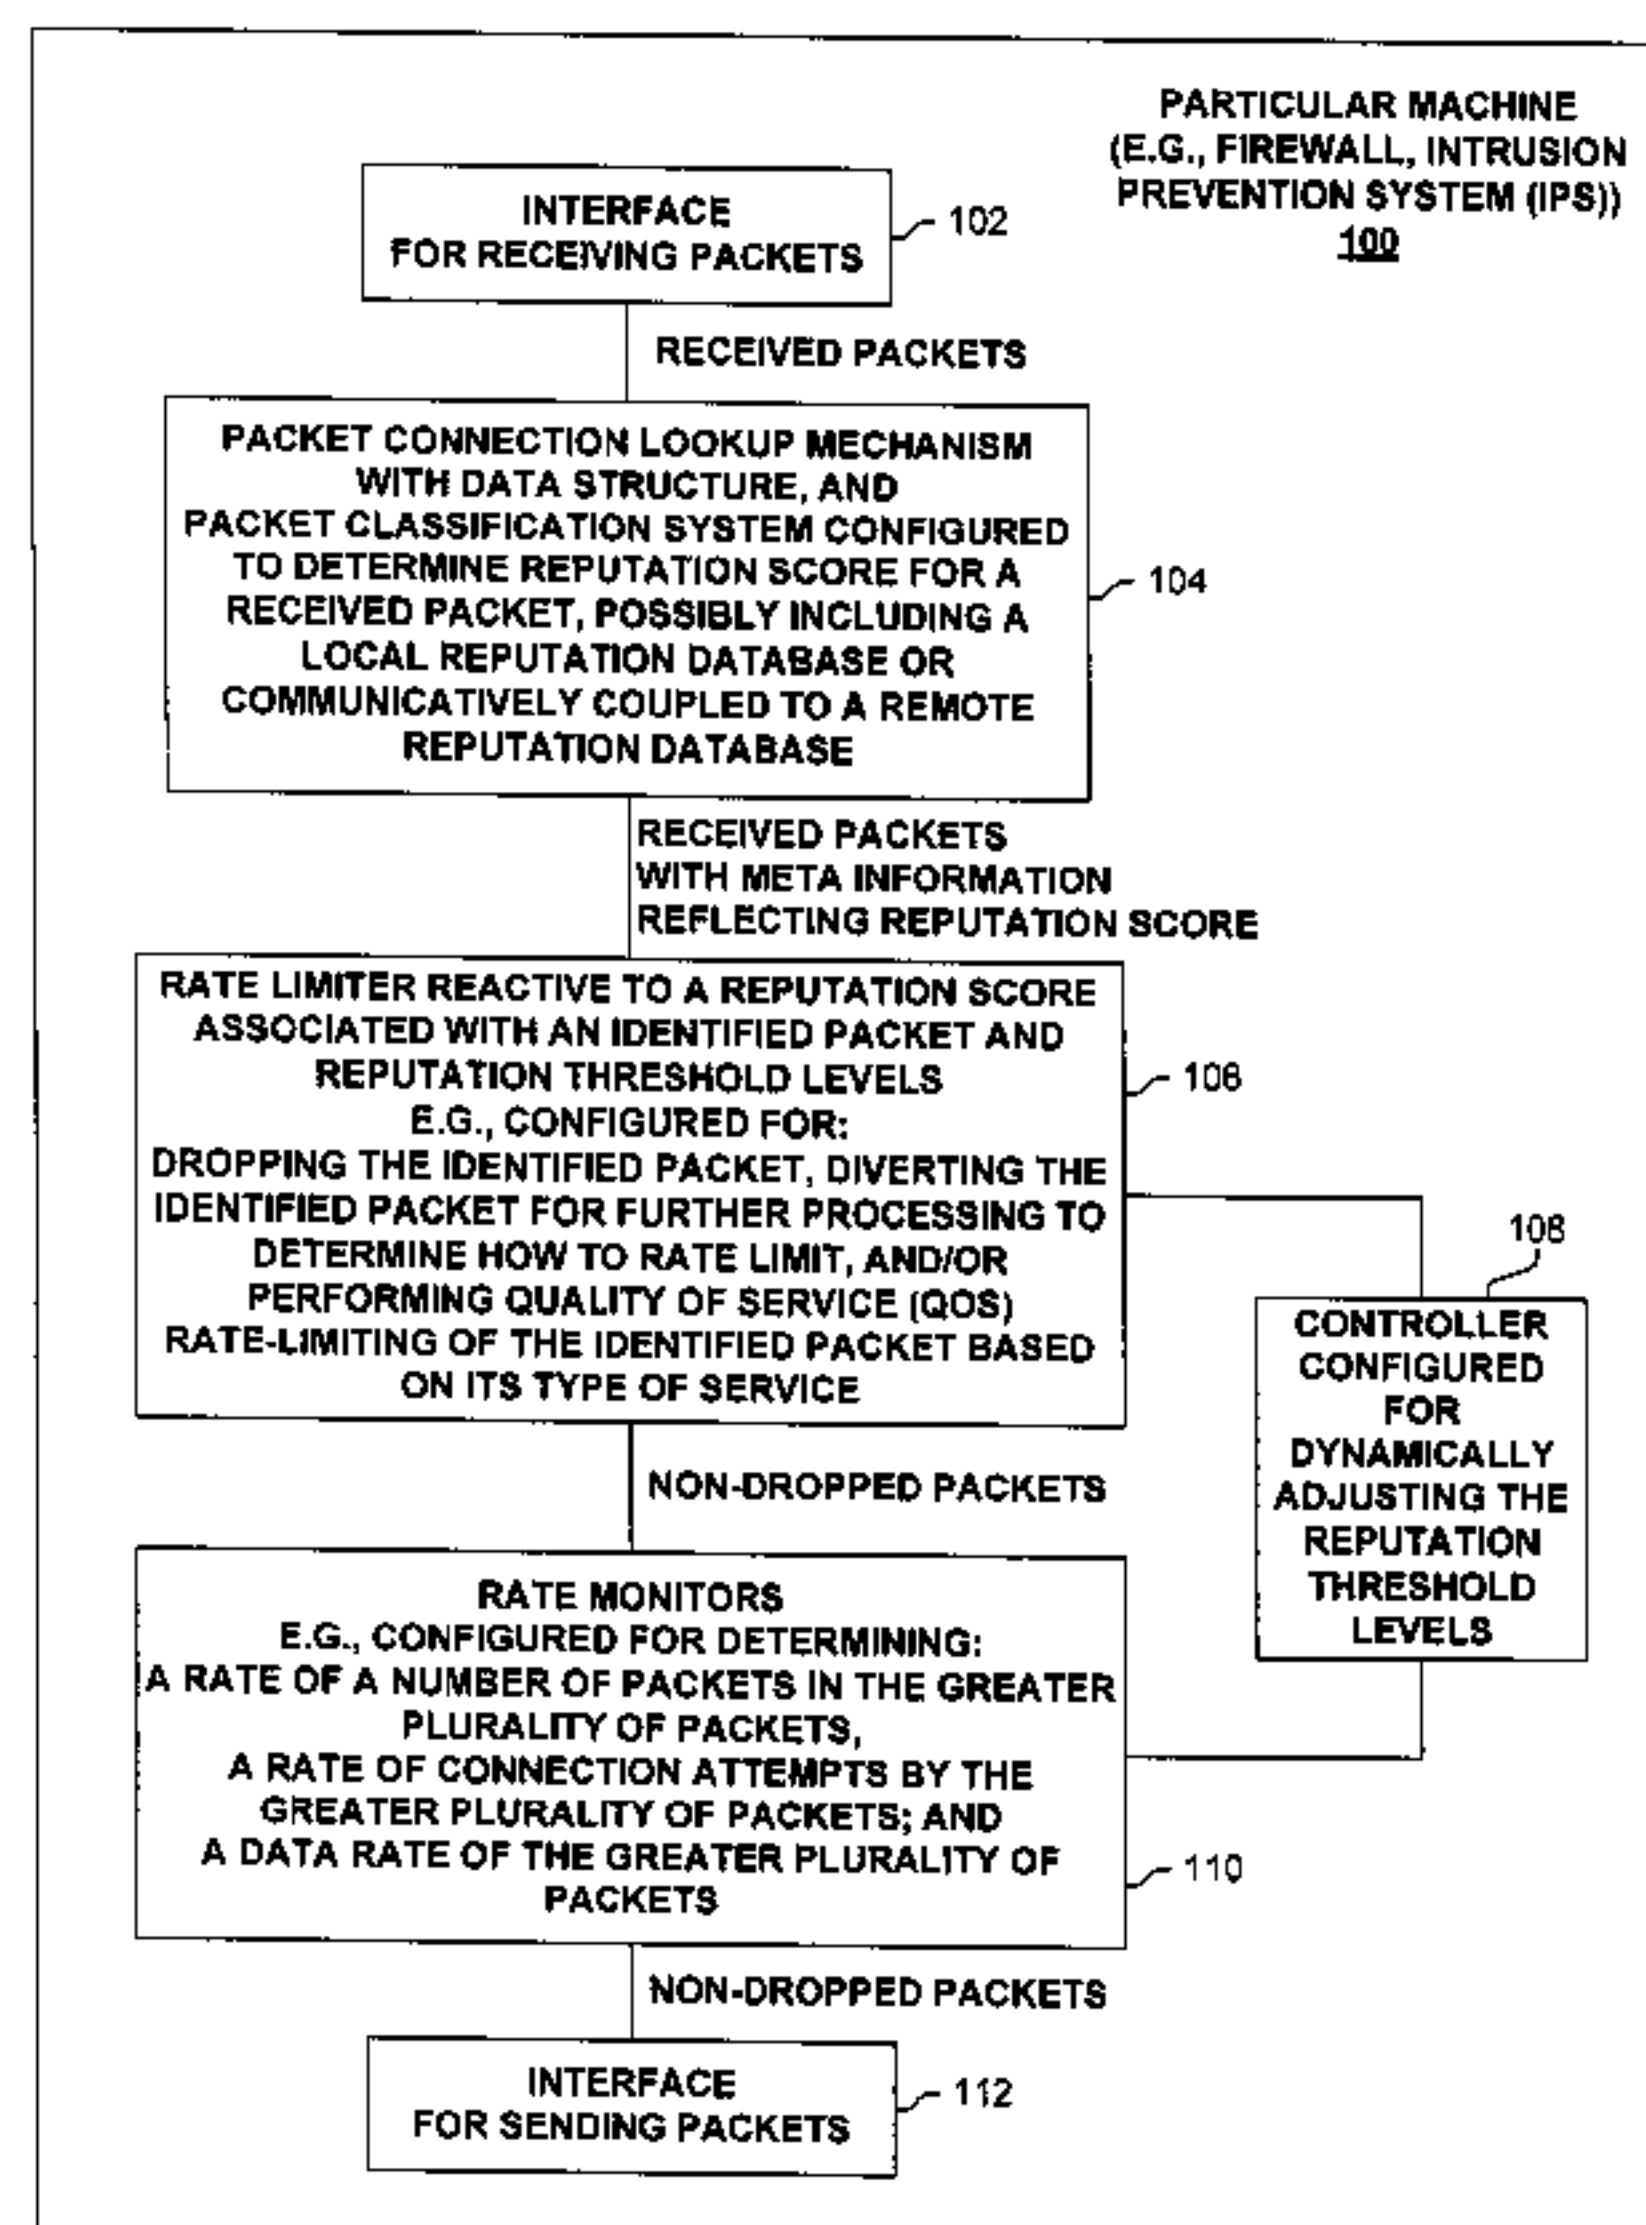 PARTICULAR MACHINE
(E.G., FIREWALL, INTRUSION
PREVENTION SYSTEM (IPS))
100
INTERFACE
FOR RECEIVING PACKETS
102
RECEIVED PACKETS
PACKET CONNECTION LOOKUP MECHANISM
WITH DATA STRUCTURE, AND
PACKET CLASSIFICATION SYSTEM CONFIGURED
TO DETERMINE REPUTATION SCORE FOR A
RECEIVED PACKET, POSSIBLY INCLUDING A
LOCAL REPUTATION DATABASE OR
COMMUNICATIVELY COUPLED TO A REMOTE
REPUTATION DATABASE
104
RECEIVED PACKETS
WITH META INFORMATION
REFLECTING REPUTATION SCORE
RATE LIMITER REACTIVE TO A REPUTATION SCORE
ASSOCIATED WITH AN IDENTIFIED PACKET AND
REPUTATION THRESHOLD LEVELS
E.G., CONFIGURED FOR:
DROPPING THE IDENTIFIED PACKET, DIVERTING THE
IDENTIFIED PACKET FOR FURTHER PROCESSING TO
DETERMINE HOW TO RATE LIMIT, AND/OR
PERFORMING QUALITY OF SERVICE (QOS)
RATE-LIMITING OF THE IDENTIFIED PACKET BASED
ON ITS TYPE OF SERVICE
106
108
CONTROLLER
CONFIGURED
FOR
DYNAMICALLY
ADJUSTING THE
REPUTATION
THRESHOLD
LEVELS
NON-DROPPED PACKETS
RATE MONITORS
E.G., CONFIGURED FOR DETERMINING:
A RATE OF A NUMBER OF PACKETS IN THE GREATER
PLURALITY OF PACKETS,
A RATE OF CONNECTION ATTEMPTS BY THE
GREATER PLURALITY OF PACKETS; AND
A DATA RATE OF THE GREATER PLURALITY OF
PACKETS
110
NON-DROPPED PACKETS
INTERFACE
FOR SENDING PACKETS
112